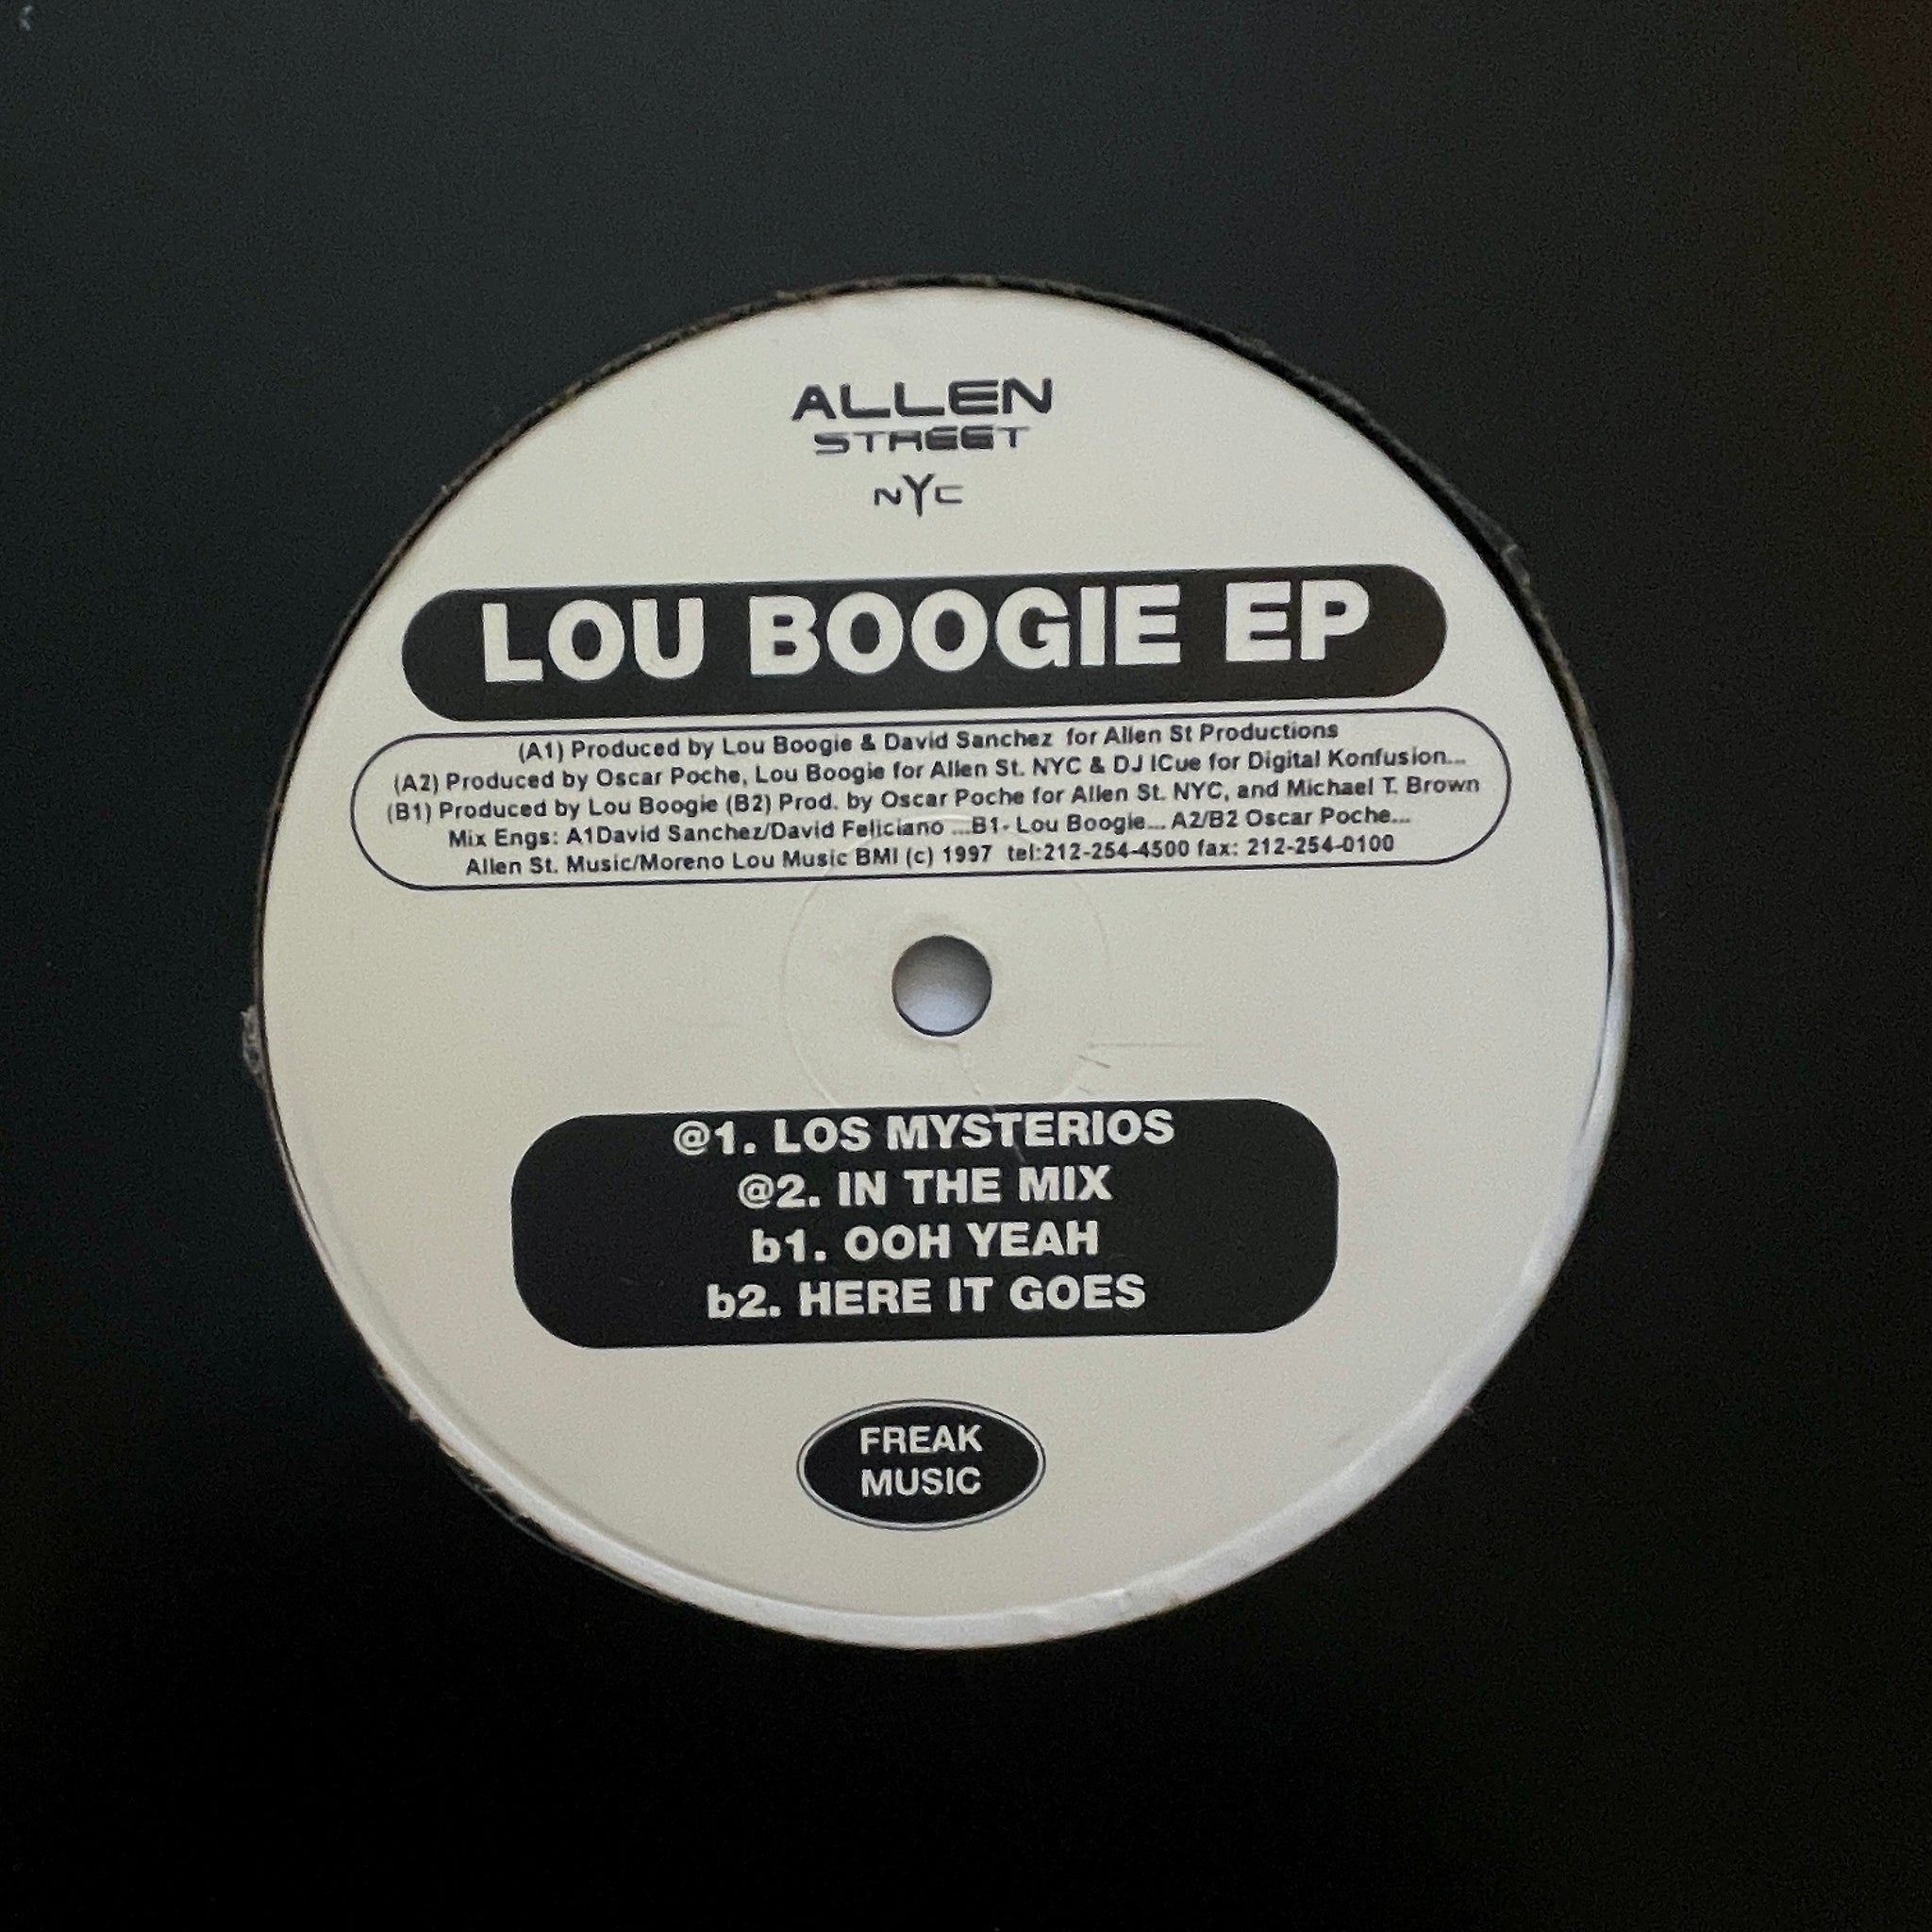 ALLEN
STREET
NYC
LOU BOOGIE EP
(A1) Produced by Lou Boogie & David Sanchez for Allen St Productions
(A2) Produced by Oscar Poche, Lou Boogie for Allen St. NYC & DJ ICue for Digital Konfusion...
(B1) Produced by Lou Boogie (B2) Prod. by Oscar Poche for Allen St. NYC, and Michael T. Brown
Mix Engs: A1David Sanchez/David Feliciano ...B1- Lou Boogie... A2/B2 Oscar Poche...
Allen St. Music/Moreno Lou Music BMI (c) 1997 tel:212-254-4500 fax: 212-254-0100
@1. LOS MYSTERIOS
@2. IN THE MIX
b1. OOH YEAH
b2. HERE IT GOES
FREAK
MUSIC